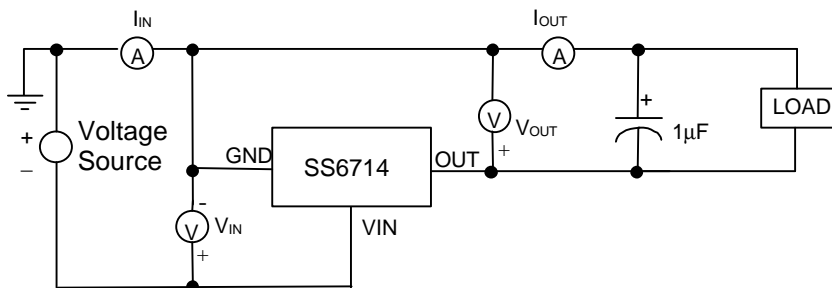 IIN
IOUT
A
A
+
Voltage
Source
–
V
VOUT
+
+
1µF
LOAD
GND
SS6714
OUT
-
V
VIN
+
VIN